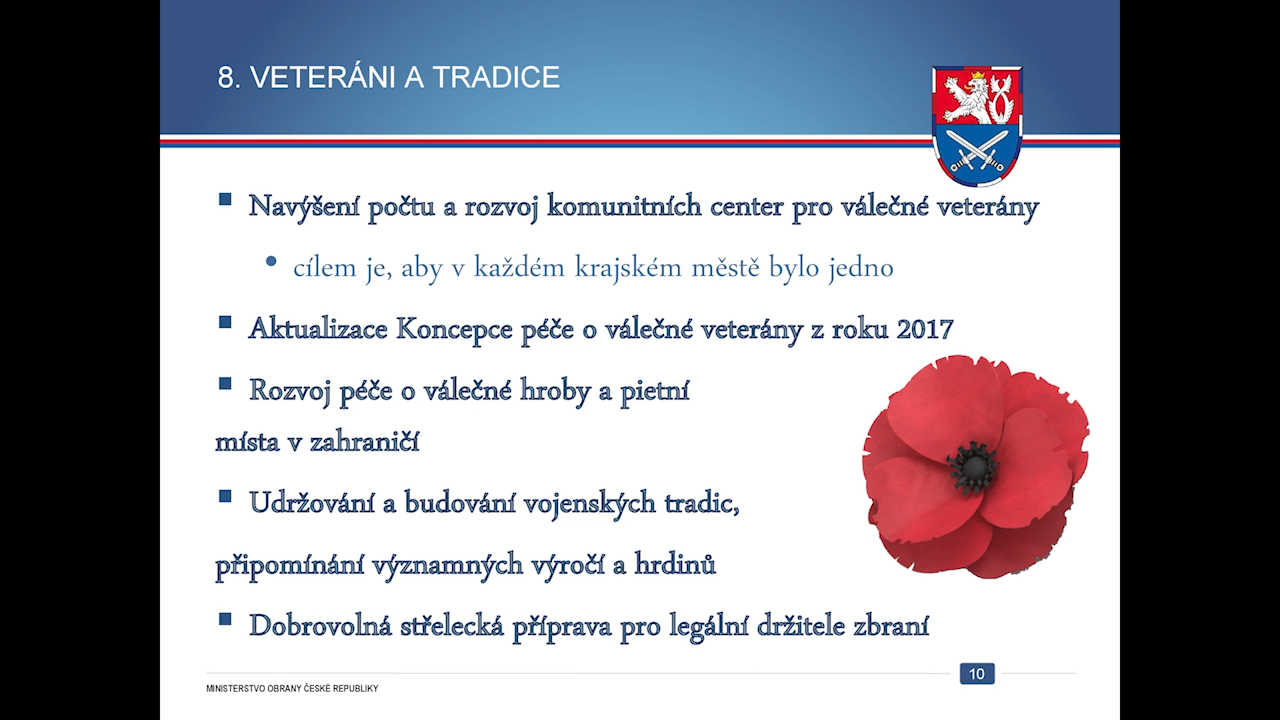 8. VETERÁNI A TRADICE
▪ Navýšení počtu a rozvoj komunitních center pro válečné veterány
• cílem je, aby v každém krajském městě bylo jedno
▪ Aktualizace Koncepce péče o válečné veterány z roku 2017
▪ Rozvoj péče o válečné hroby a pietní
místa v zahraničí
▪ Udržování a budování vojenských tradic,
připomínání významných výročí a hrdinů
▪ Dobrovolná střelecká příprava pro legální držitele zbraní
10
MINISTERSTVO OBRANY ČESKÉ REPUBLIKY